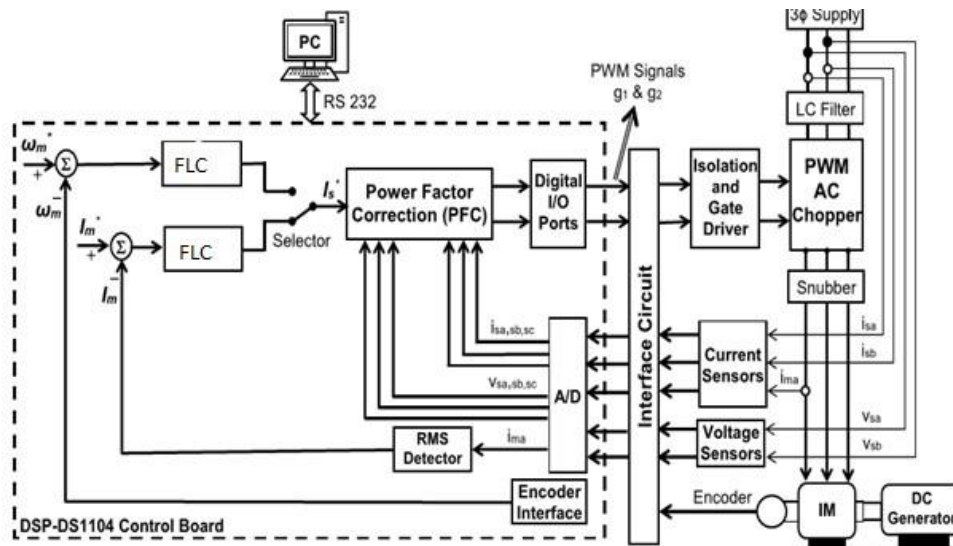 3ϕ Supply
PC
RS 232
PWM Signals
g₁ & g₂
LC Filter
ωm*
Σ
+
ωm
−
FLC
Im*
Σ
+
Im
−
FLC
Selector
Is*
Power Factor
Correction (PFC)
Digital
I/O
Ports
Interface Circuit
Isolation
and
Gate
Driver
PWM
AC
Chopper
Snubber
isa,sb,sc
vsa,sb,sc
A/D
Current
Sensors
isa
isb
ima
RMS
Detector
ima
Voltage
Sensors
vsa
vsb
Encoder
Interface
Encoder
IM
DC
Generator
DSP-DS1104 Control Board